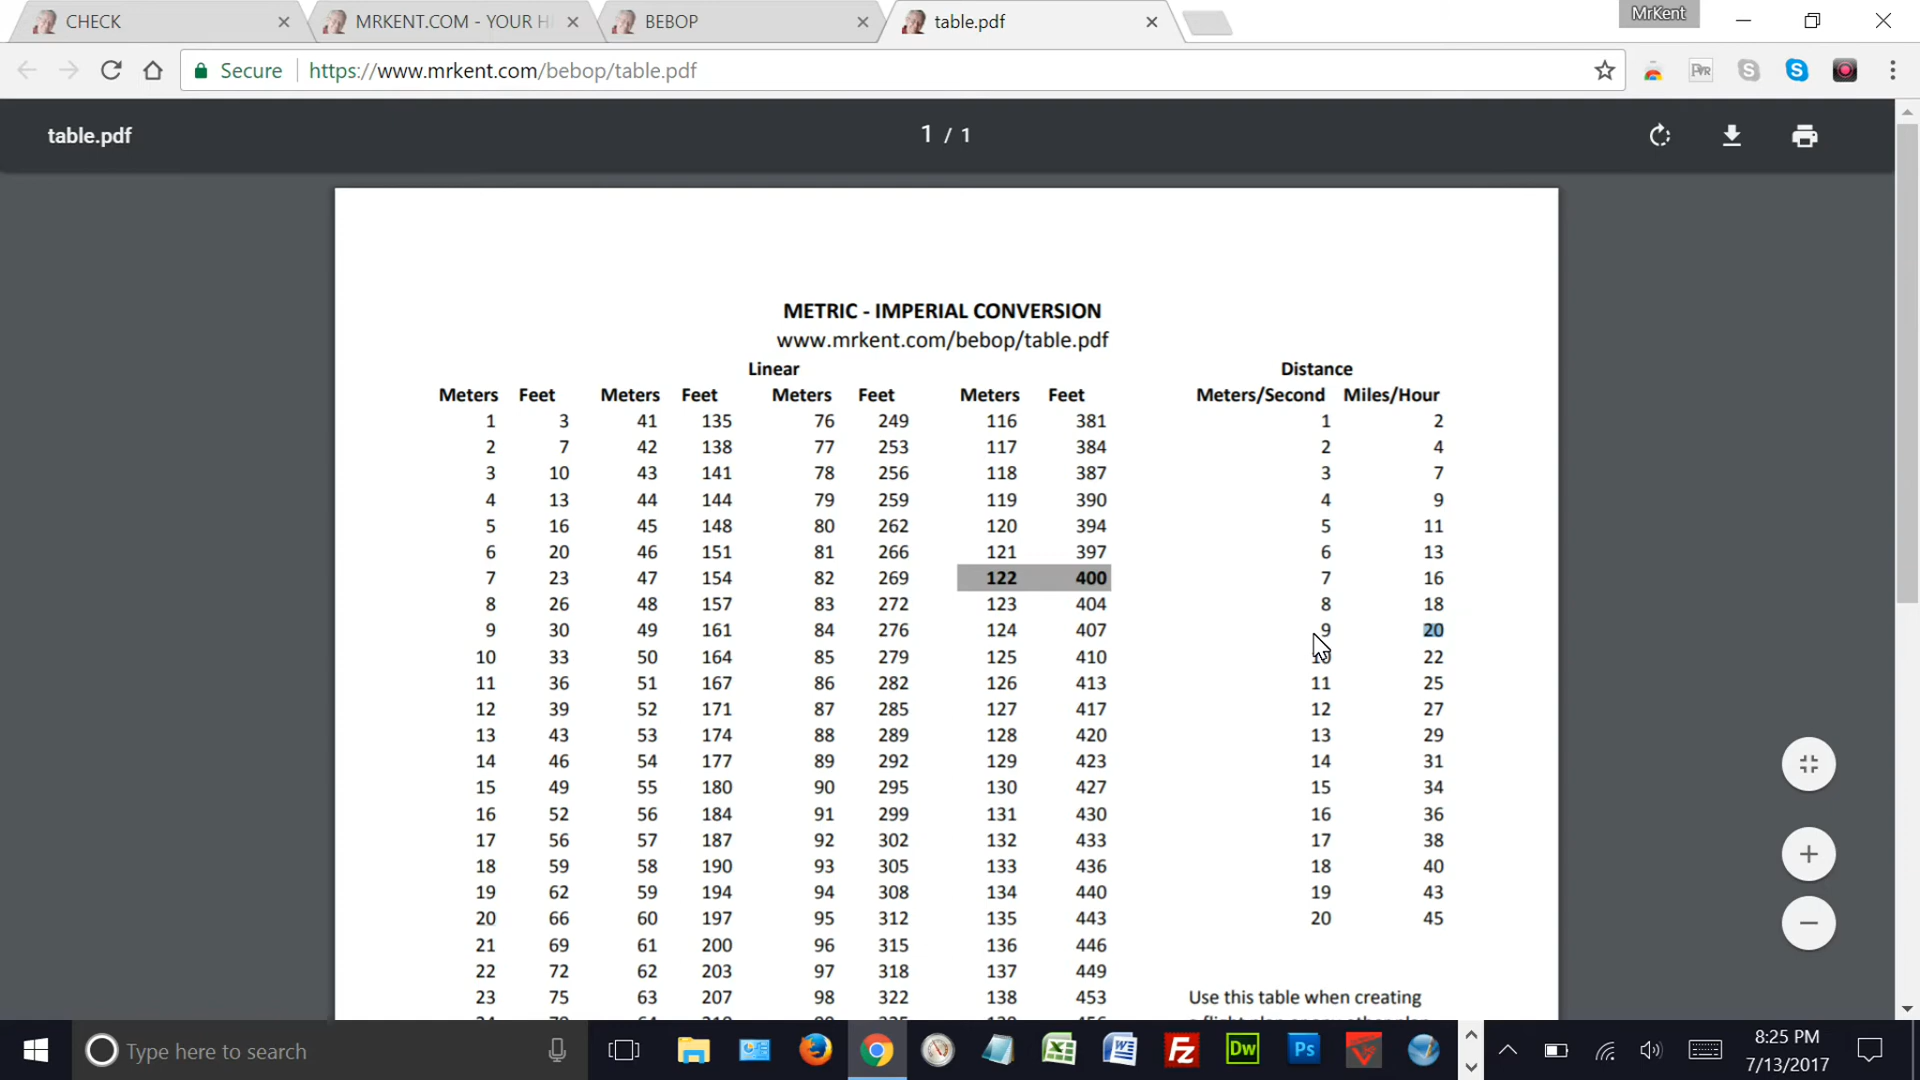 CHECK
MRKENT.COM - YOUR H
BEBOP
table.pdf
MrKent
Secure
https://www.mrkent.com/bebop/table.pdf
table.pdf
1 / 1
METRIC - IMPERIAL CONVERSION
www.mrkent.com/bebop/table.pdf
Linear Distance
Meters Feet Meters Feet Meters Feet Meters Feet Meters/Second Miles/Hour
1 3 41 135 76 249 116 381 1 2
2 7 42 138 77 253 117 384 2 4
3 10 43 141 78 256 118 387 3 7
4 13 44 144 79 259 119 390 4 9
5 16 45 148 80 262 120 394 5 11
6 20 46 151 81 266 121 397 6 13
7 23 47 154 82 269 122 400 7 16
8 26 48 157 83 272 123 404 8 18
9 30 49 161 84 276 124 407 9 20
10 33 50 164 85 279 125 410 10 22
11 36 51 167 86 282 126 413 11 25
12 39 52 171 87 285 127 417 12 27
13 43 53 174 88 289 128 420 13 29
14 46 54 177 89 292 129 423 14 31
15 49 55 180 90 295 130 427 15 34
16 52 56 184 91 299 131 430 16 36
17 56 57 187 92 302 132 433 17 38
18 59 58 190 93 305 133 436 18 40
19 62 59 194 94 308 134 440 19 43
20 66 60 197 95 312 135 443 20 45
21 69 61 200 96 315 136 446
22 72 62 203 97 318 137 449
23 75 63 207 98 322 138 453
Use this table when creating
Type here to search
Dw
Ps
Fz
8:25 PM
7/13/2017